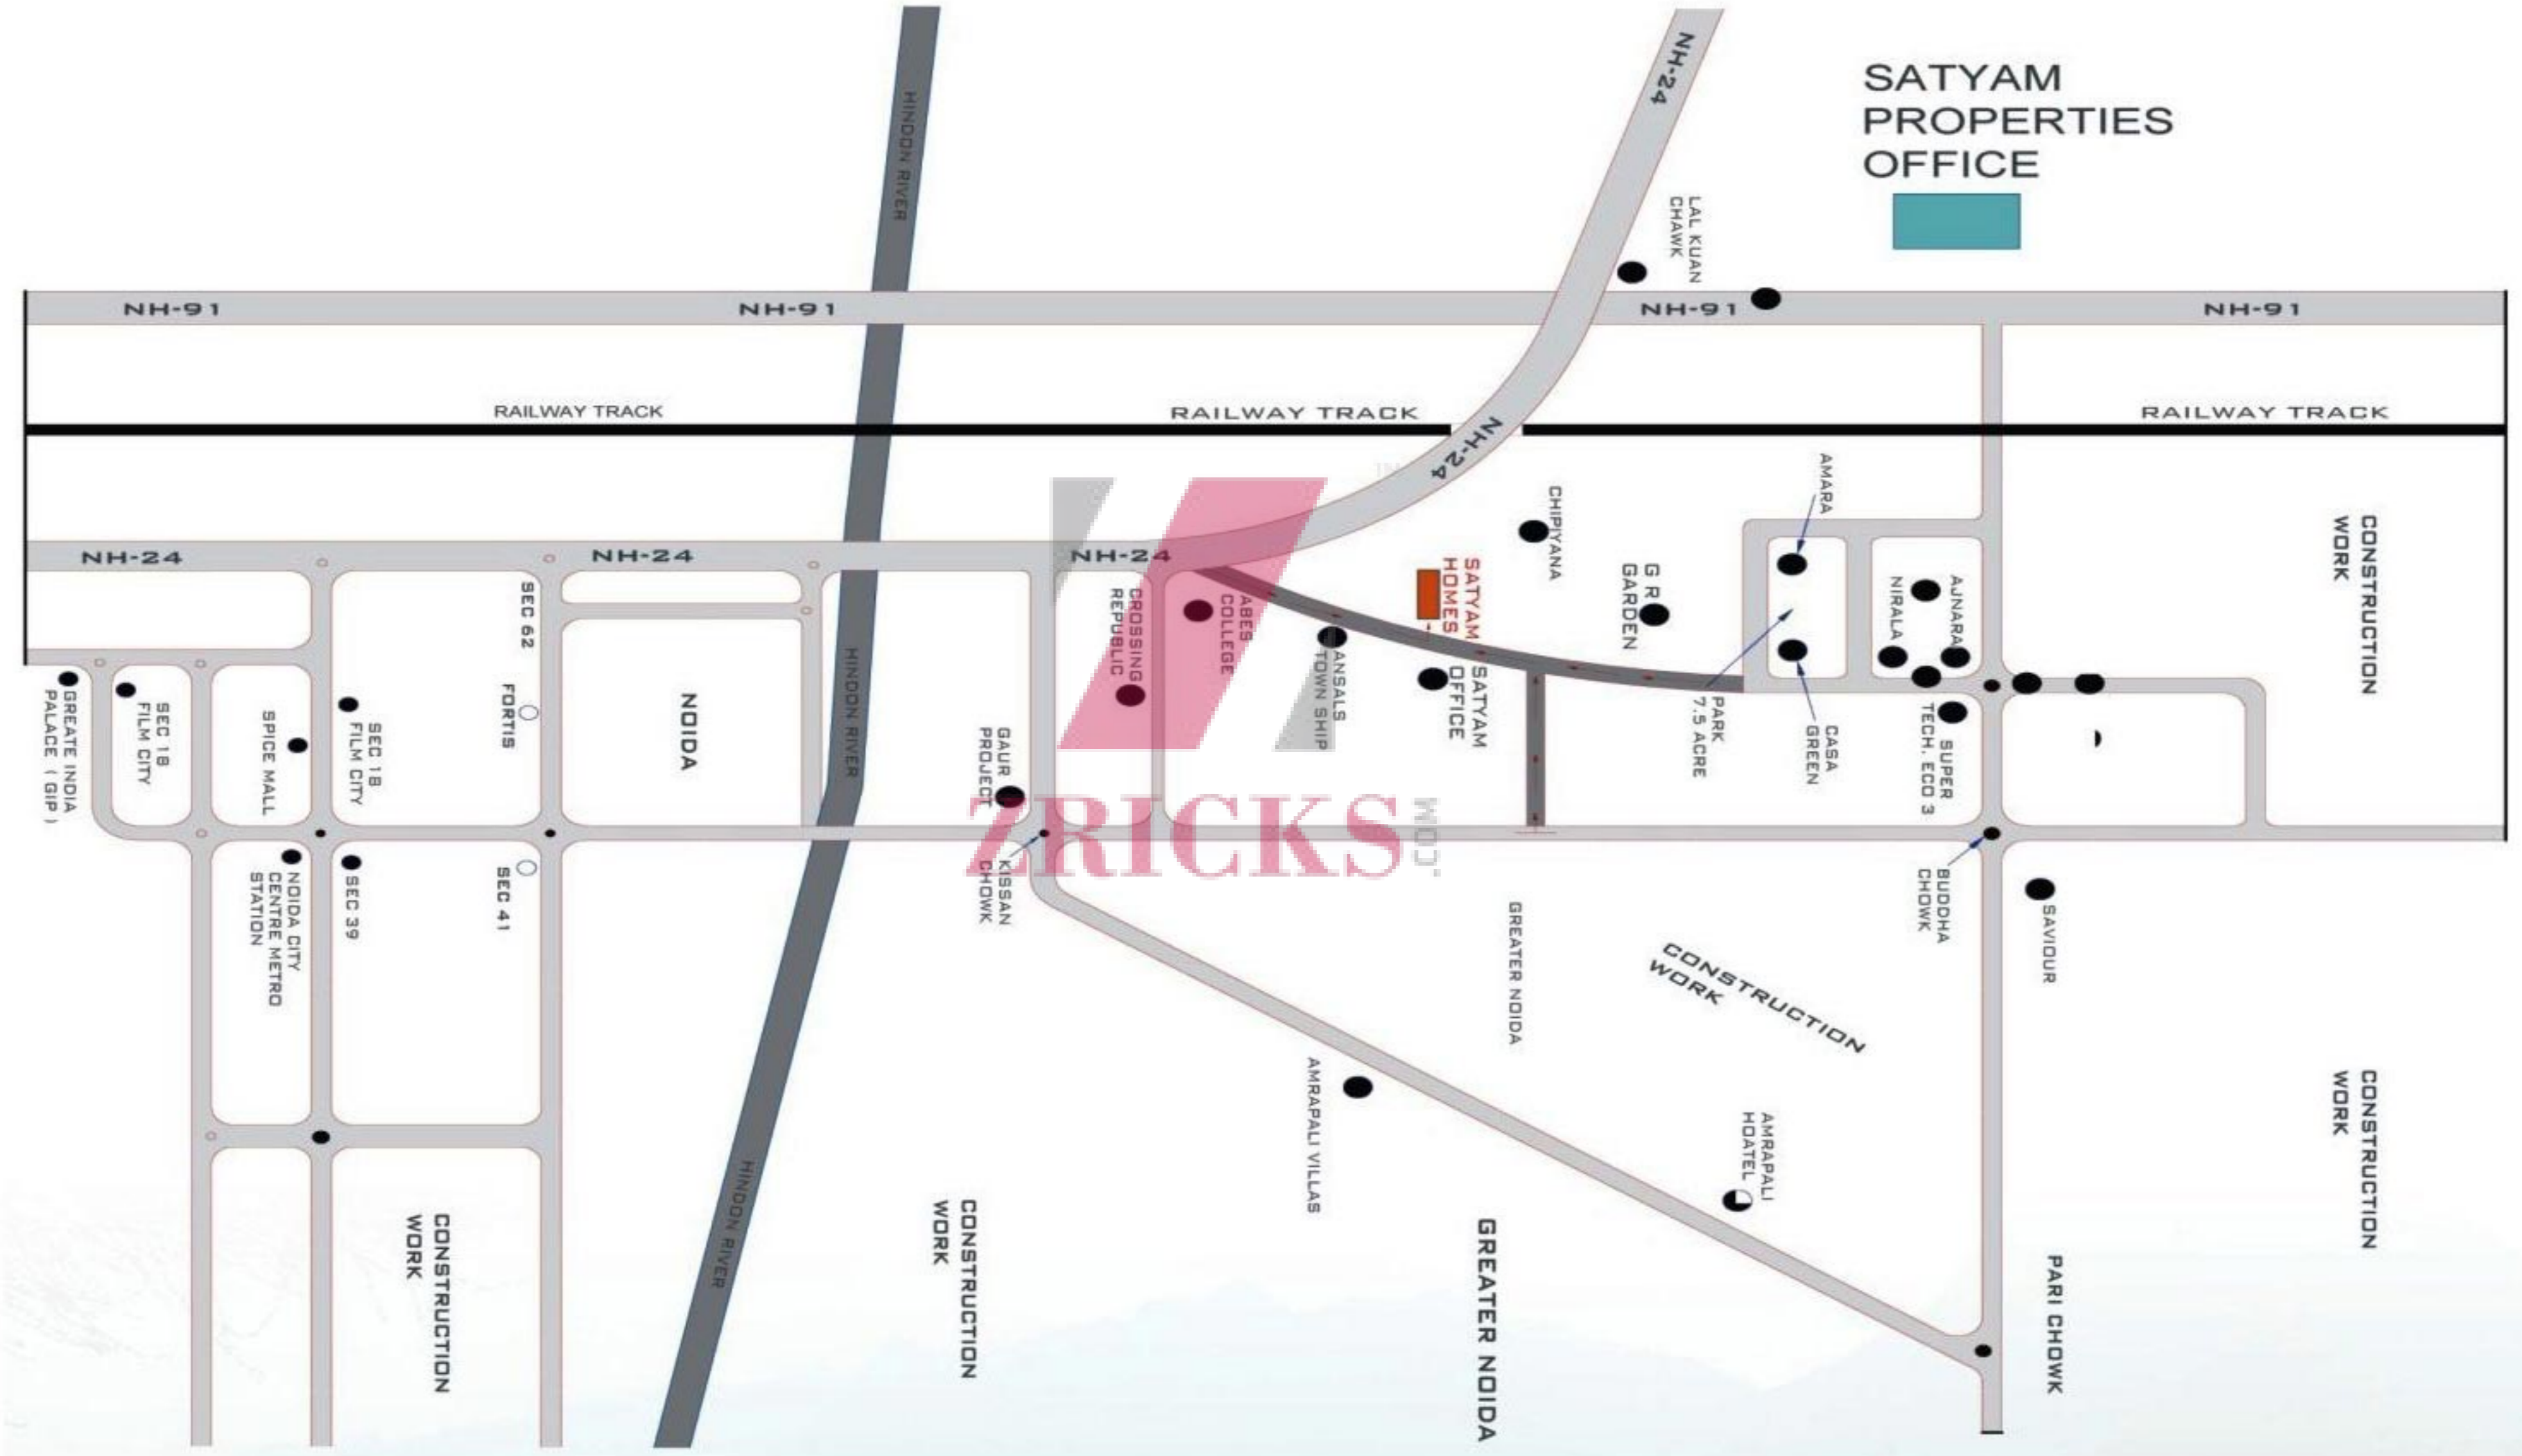 SATYAM
PROPERTIES
OFFICE
NH-24
HINDON RIVER
LAL KUAN
CHAWK
NH-91
NH-91
NH-91
NH-91
RAILWAY TRACK
RAILWAY TRACK
RAILWAY TRACK
NH-24
AMARA
CHIPIYANA
CONSTRUCTION
WORK
NH-24
NH-24
NH-24
SATYAM
HOMES
G R
GARDEN
AJNARA
NIRALA
SEC 62
CROSSING
REPUBLIC
ABES
COLLEGE
ANSALS
TOWN SHIP
SATYAM
OFFICE
HINDON RIVER
GREATE INDIA
PALACE ( GIP )
SEC 18
FILM CITY
SPICE MALL
SEC 18
FILM CITY
FORTIS
NOIDA
GAUR
PROJECT
PARK
7.5 ACRE
CASA
GREEN
SUPER
TECH. ECO 3
ZRICKS
.COM
KISSAN
CHOWK
BUDDHA
CHOWK
SAVIOUR
NOIDA CITY
CENTRE METRO
STATION
SEC 39
SEC 41
GREATER NOIDA
CONSTRUCTION
WORK
AMRAPALI VILLAS
AMRAPALI
HOATEL
CONSTRUCTION
WORK
HINDON RIVER
CONSTRUCTION
WORK
CONSTRUCTION
WORK
GREATER NOIDA
PARI CHOWK